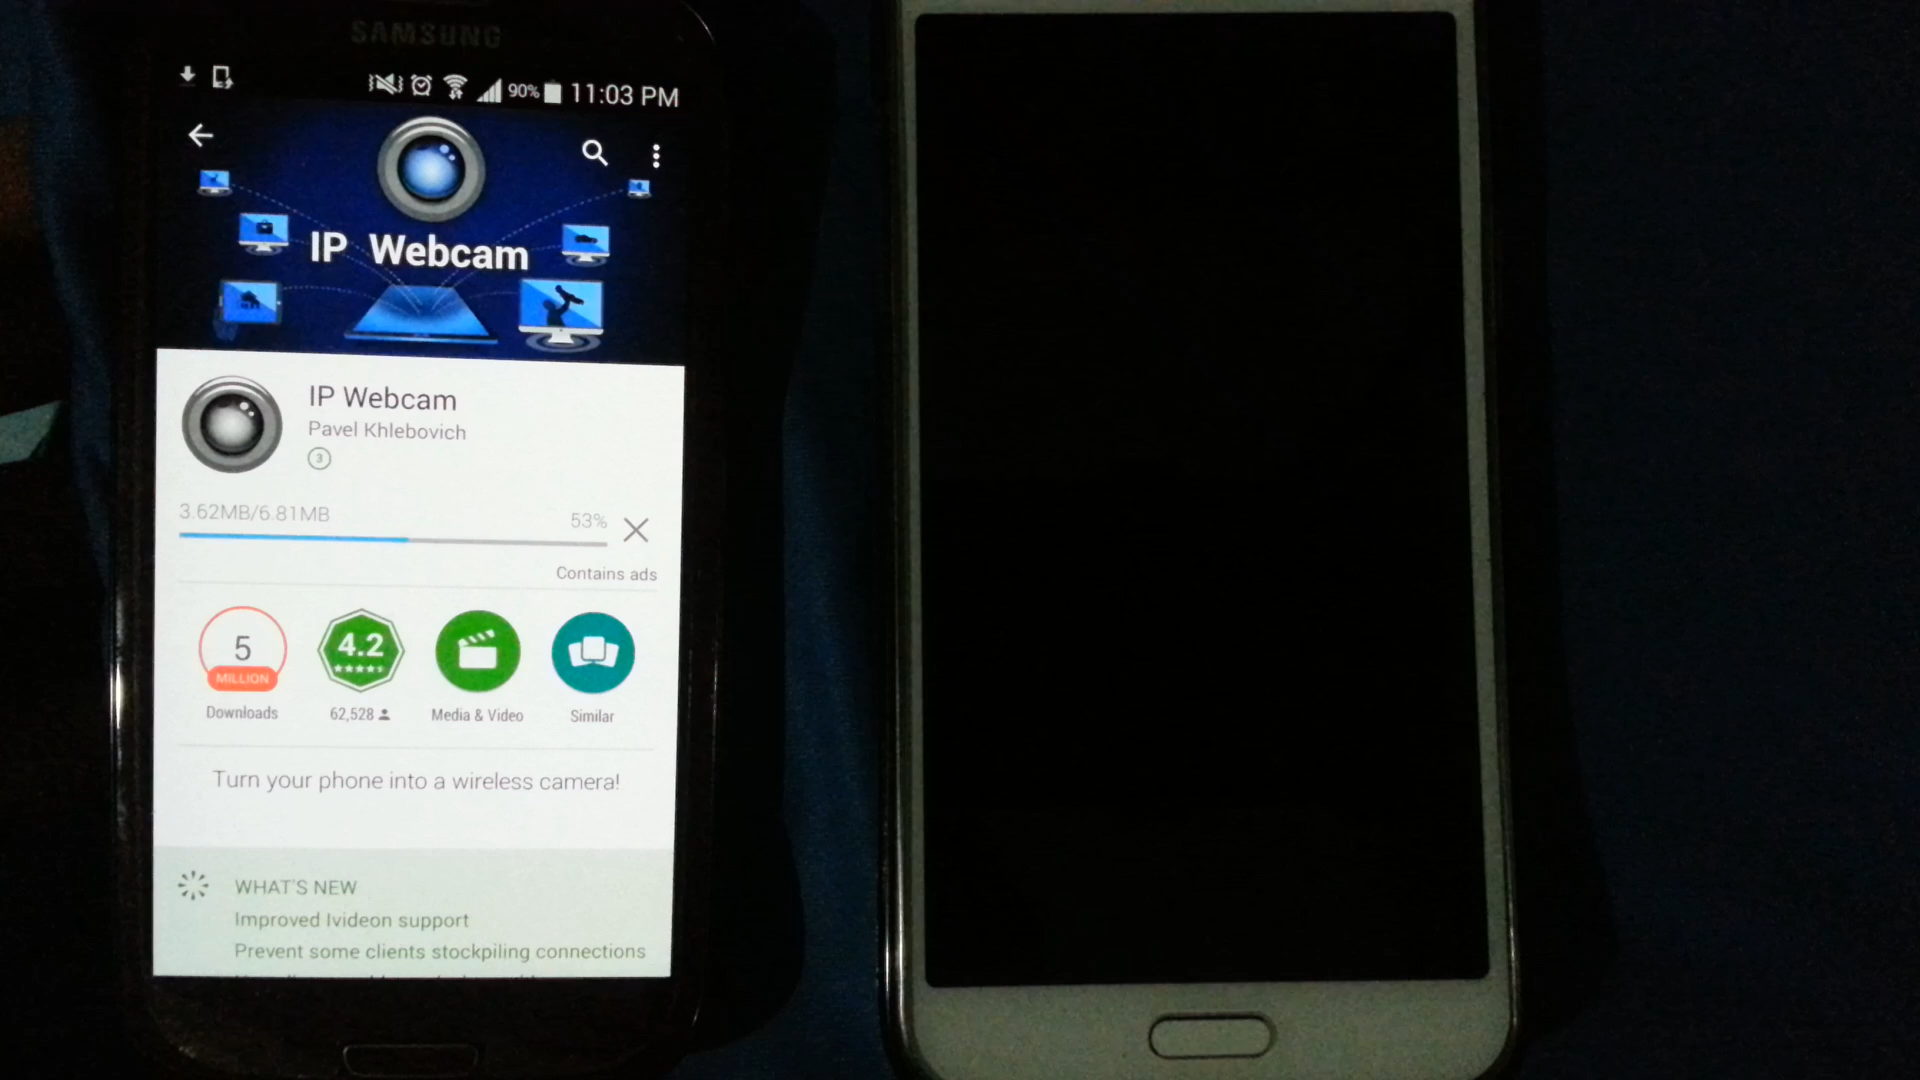 SAMSUNG
90% 11:03 PM
IP Webcam
IP Webcam
Pavel Khlebovich
3
3.62MB/6.81MB 53%
Contains ads
5 MILLION
4.2
Downloads 62,528 Media & Video Similar
Turn your phone into a wireless camera!
WHAT'S NEW
Improved Ivideon support
Prevent some clients stockpiling connections